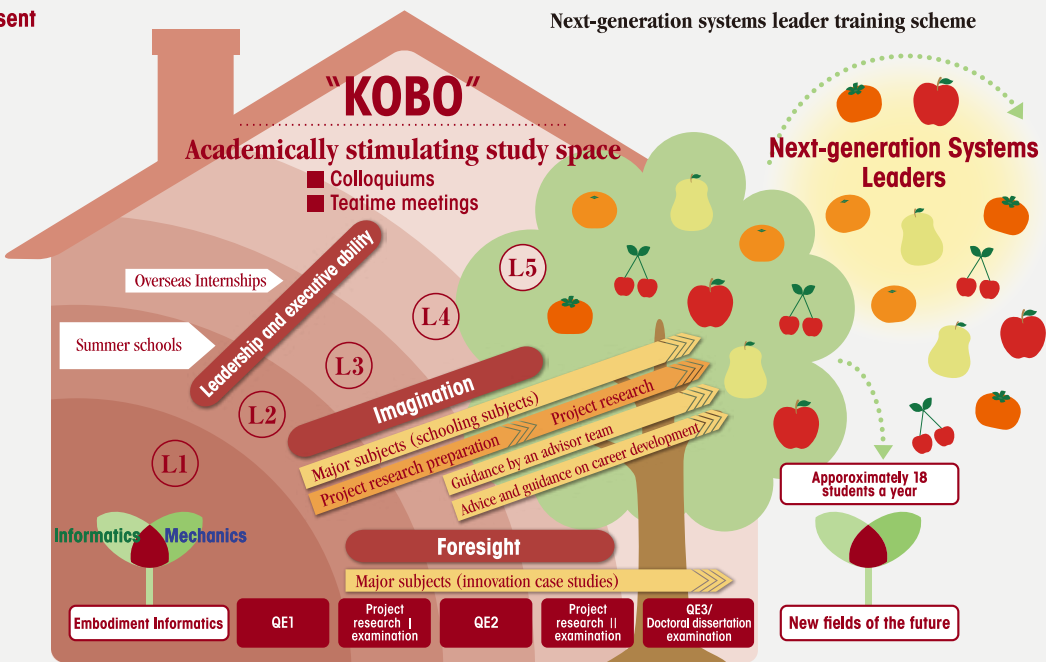 sent
Next-generation systems leader training scheme
"KOBO"
Academically stimulating study space
Colloquiums
Teatime meetings
Next-generation Systems
Leaders
Overseas Internships
Summer schools
Leadership and executive ability
L5
L4
L3
L2
L1
Imagination
Major subjects (schooling subjects)
Project research preparation
Project research
Guidance by an advisor team
Advice and guidance on career development
Apporoximately 18
students a year
Informatics
Mechanics
Foresight
Major subjects (innovation case studies)
Embodiment Informatics
QE1
Project
research I
examination
QE2
Project
research II
examination
QE3/
Doctoral dissertation
examination
New fields of the future